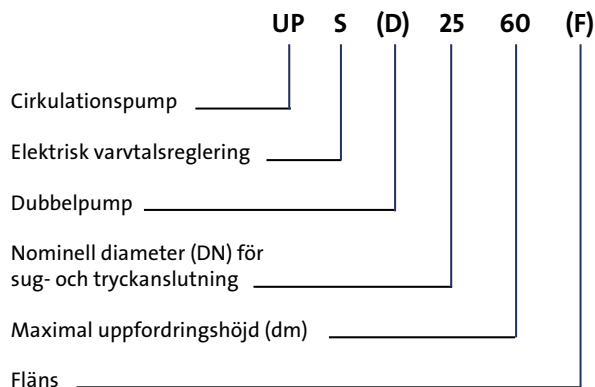 UP S (D) 25 60 (F)
Cirkulationspump
Elektrisk varvtalsreglering
Dubbelpump
Nominell diameter (DN) för
sug- och tryckanslutning
Maximal uppfordringshöjd (dm)
Fläns